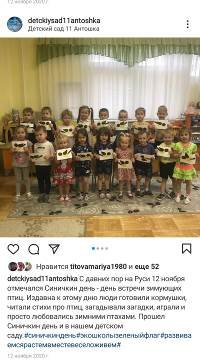 12 ноября 2020 г.
detckiysad11antoshka
Детский сад 11 Антошка
Нравится titovamariya1980 и еще 52
detckiysad11antoshka С давних пор на Руси 12 ноября
отмечался Синичкин день - день встречи зимующих
птиц. Издавна к этому дню люди готовили кормушки,
читали стихи про птиц, загадывали загадки, играли и
просто любовались зимними птахами. Прошел
Синичкин день и в нашем детском
саду.#синичкиндень#эколькользеленыйфлаг#развива
емсярастемвместевеселоживем#
12 ноября 2020 г.